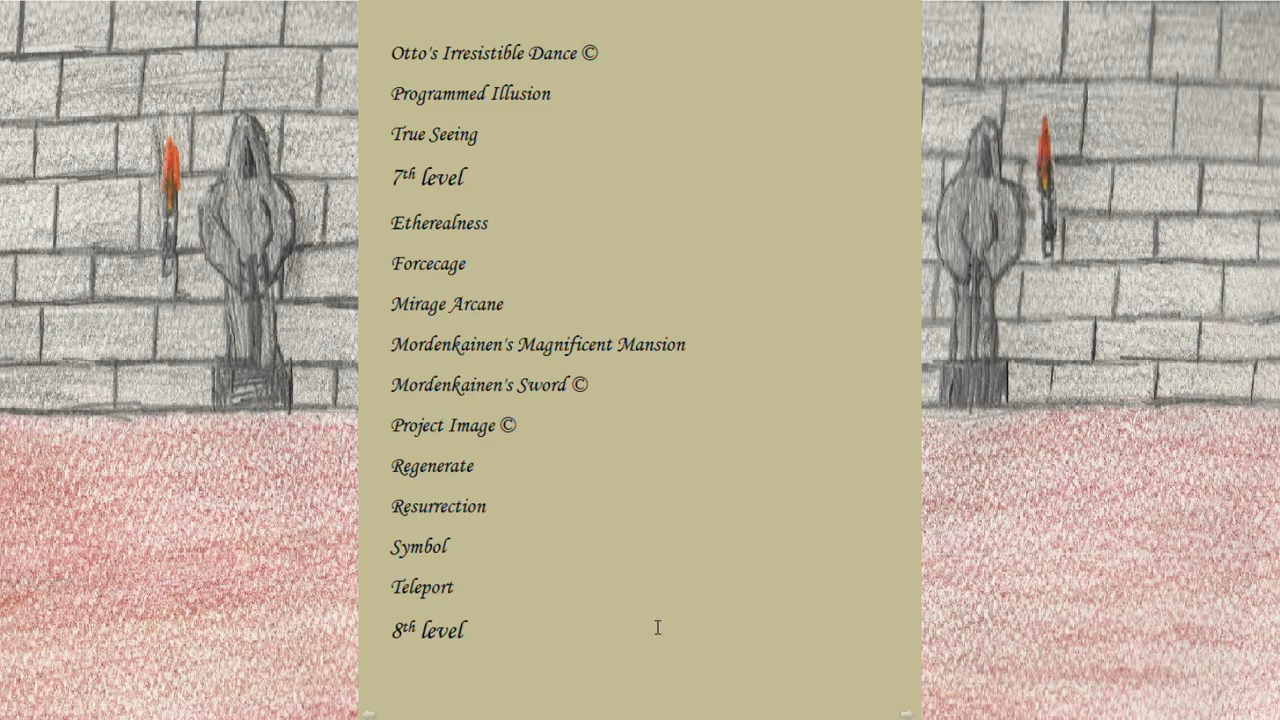 Otto's Irresistible Dance ©
Programmed Illusion
True Seeing
7th level
Etherealness
Forcecage
Mirage Arcane
Mordenkainen's Magnificent Mansion
Mordenkainen's Sword ©
Project Image ©
Regenerate
Resurrection
Symbol
Teleport
8th level